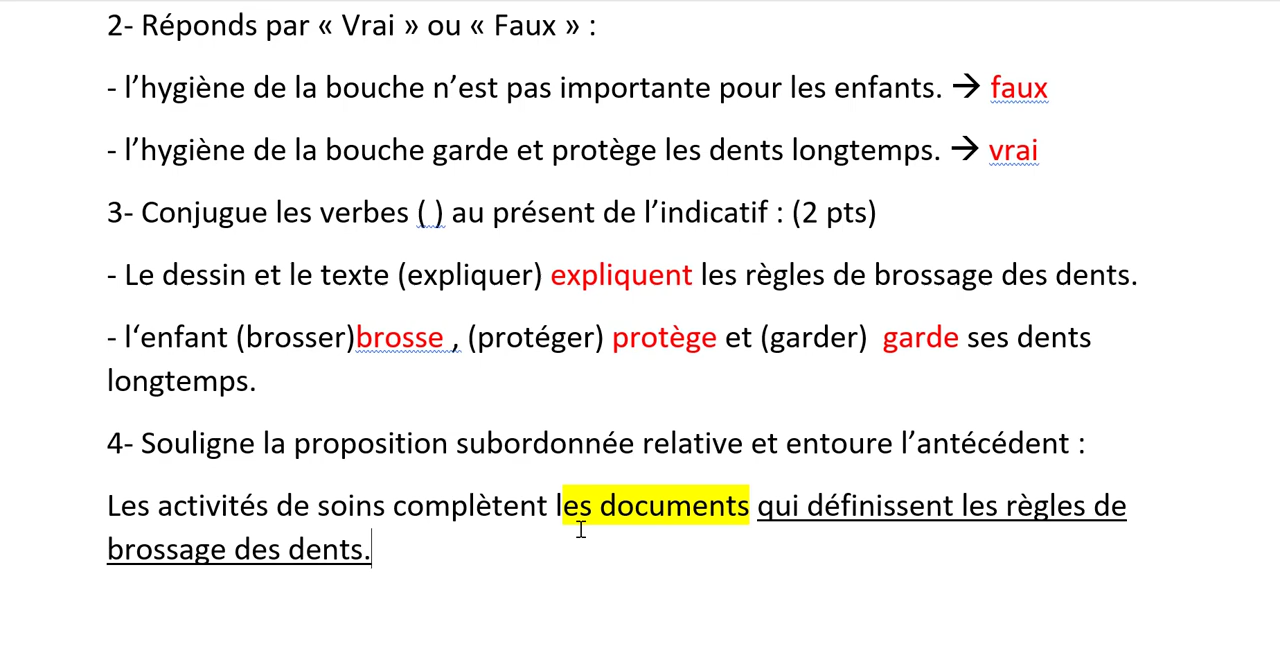 2- Réponds par « Vrai » ou « Faux » :
- l’hygiène de la bouche n’est pas importante pour les enfants. → faux
- l’hygiène de la bouche garde et protège les dents longtemps. → vrai
3- Conjugue les verbes ( ) au présent de l’indicatif : (2 pts)
- Le dessin et le texte (expliquer) expliquent les règles de brossage des dents.
- l‘enfant (brosser)brosse , (protéger) protège et (garder)  garde ses dents
longtemps.
4- Souligne la proposition subordonnée relative et entoure l’antécédent :
Les activités de soins complètent les documents qui définissent les règles de
brossage des dents.